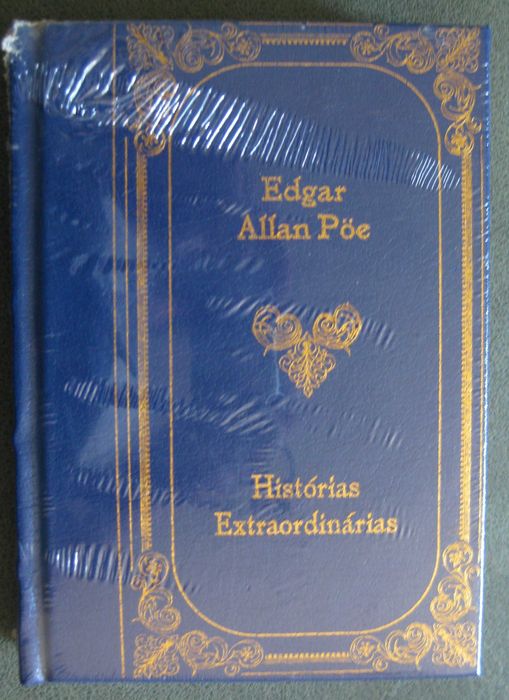 Edgar
Allan Pöe
Histórias
Extraordinárias